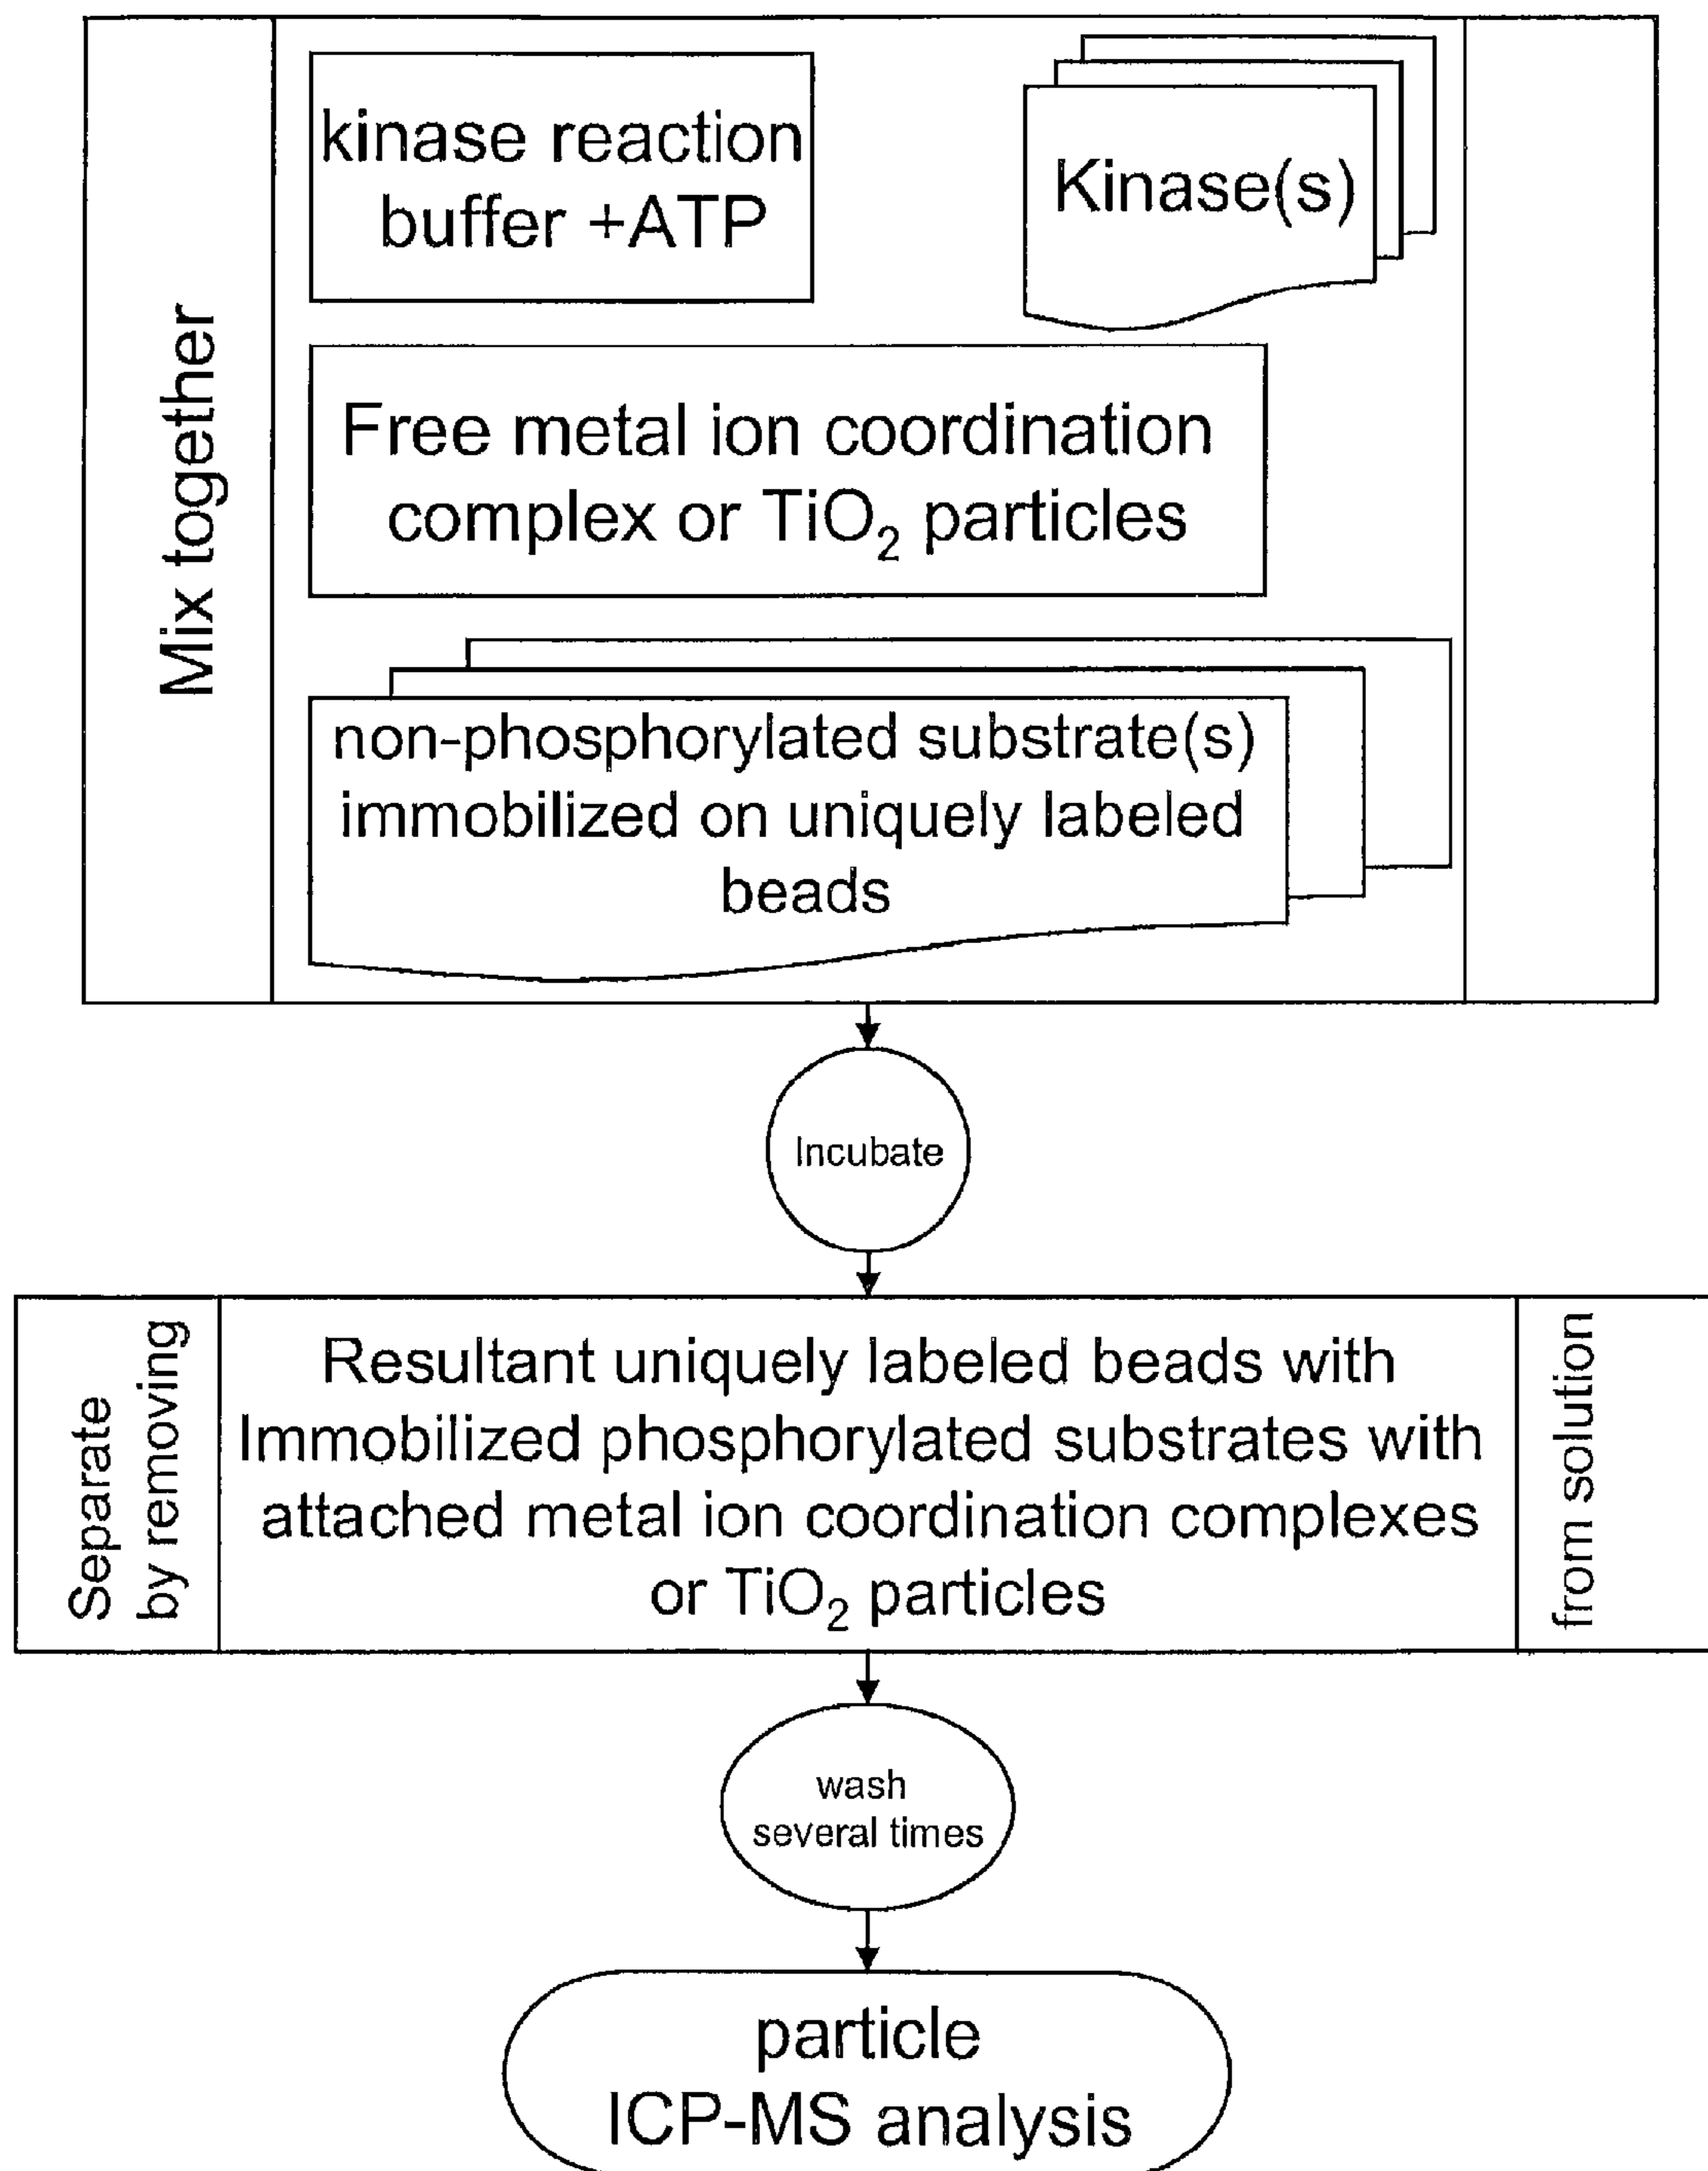 Mix together
kinase reaction
buffer +ATP
Kinase(s)
Free metal ion coordination
complex or TiO₂ particles
non-phosphorylated substrate(s)
immobilized on uniquely labeled
beads
Incubate
Separate
by removing
Resultant uniquely labeled beads with
Immobilized phosphorylated substrates with
attached metal ion coordination complexes
or TiO₂ particles
from solution
wash
several times
particle
ICP-MS analysis